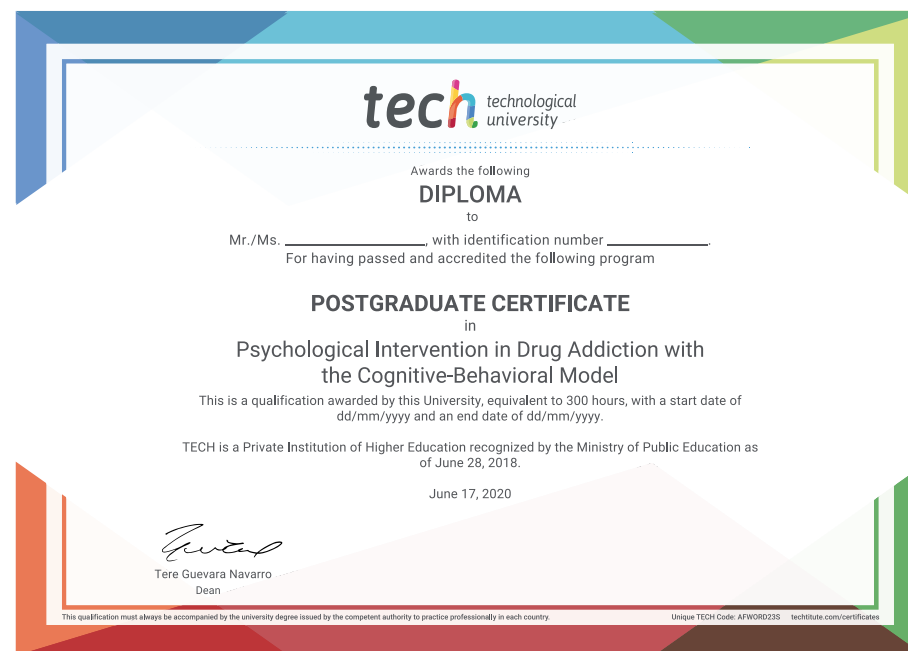 tech technological
university
Awards the following
DIPLOMA
to
Mr./Ms. ____________________, with identification number ______________.
For having passed and accredited the following program
POSTGRADUATE CERTIFICATE
in
Psychological Intervention in Drug Addiction with
the Cognitive-Behavioral Model
This is a qualification awarded by this University, equivalent to 300 hours, with a start date of
dd/mm/yyyy and an end date of dd/mm/yyyy.
TECH is a Private Institution of Higher Education recognized by the Ministry of Public Education as
of June 28, 2018.
June 17, 2020
Tere Guevara Navarro
Dean
This qualification must always be accompanied by the university degree issued by the competent authority to practice professionally in each country.
Unique TECH Code: AFWORD23S techtitute.com/certificates